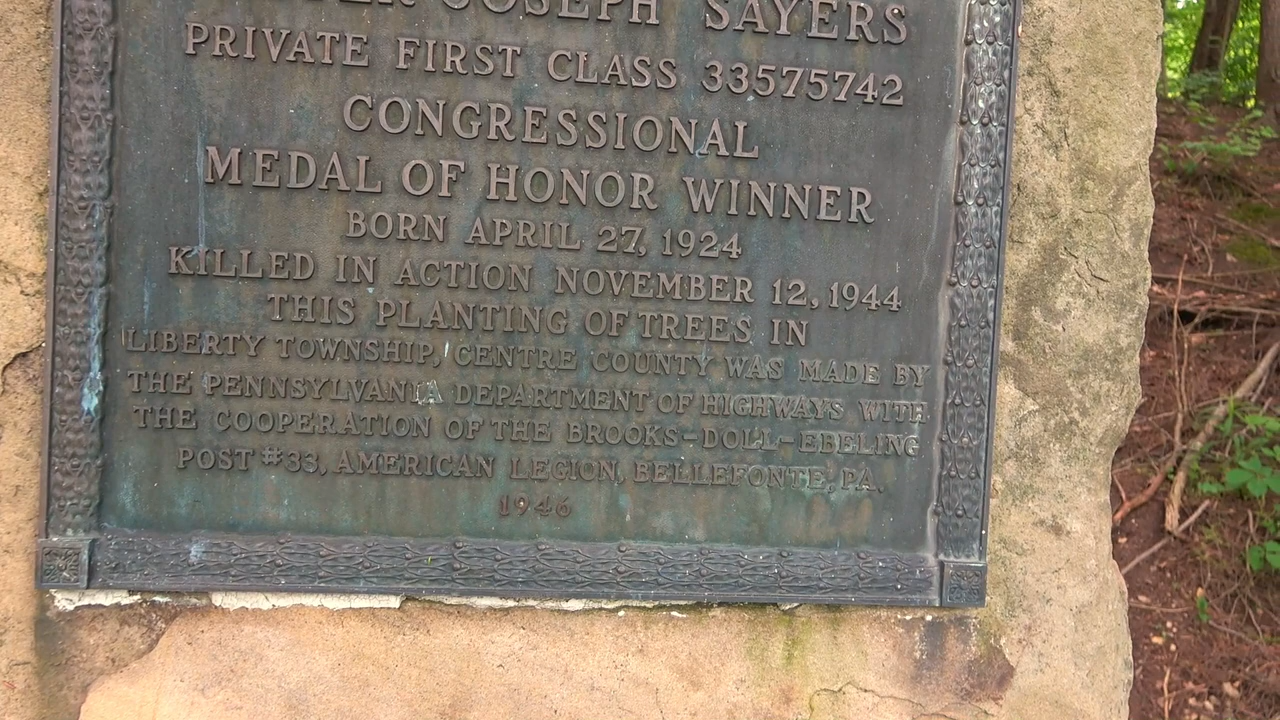 JOSEPH SAYERS
PRIVATE FIRST CLASS 33575742
CONGRESSIONAL
MEDAL OF HONOR WINNER
BORN APRIL 27, 1924
KILLED IN ACTION NOVEMBER 12, 1944
THIS PLANTING OF TREES IN
LIBERTY TOWNSHIP, CENTRE COUNTY WAS MADE BY
THE PENNSYLVANIA DEPARTMENT OF HIGHWAYS WITH
THE COOPERATION OF THE BROOKS-DOLL-EBELING
POST #33, AMERICAN LEGION, BELLEFONTE, PA.
1946